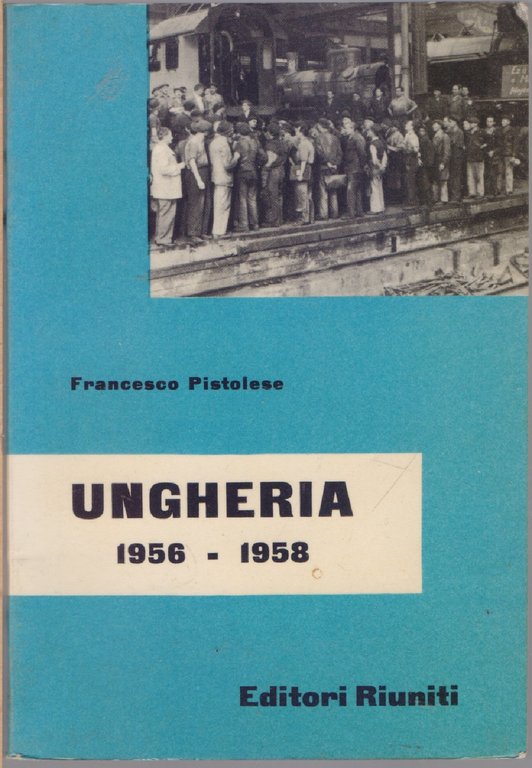 Francesco Pistolese
UNGHERIA
1956 - 1958
Editori Riuniti